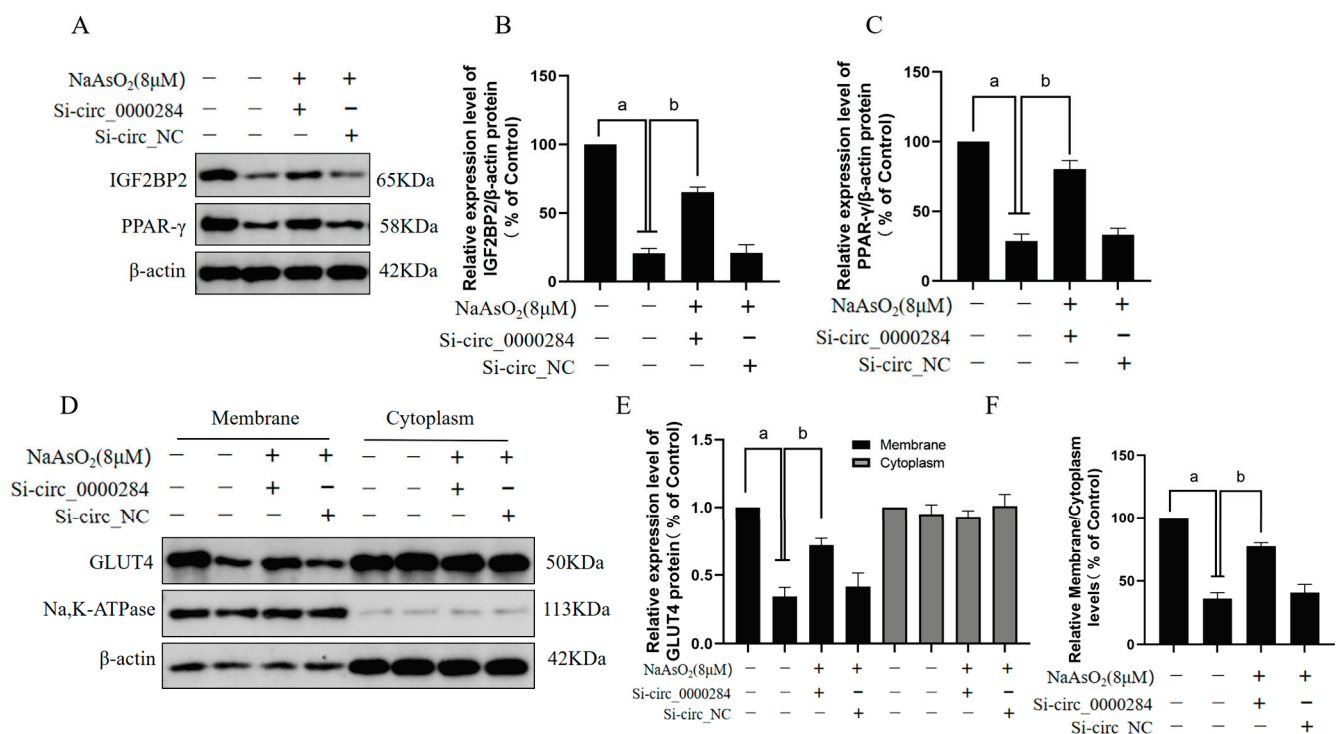 A
NaAsO₂(8μM) − − + +
Si-circ_0000284 − − + −
Si-circ_NC − − − +
IGF2BP2 65KDa
PPAR-γ 58KDa
β-actin 42KDa
B
Relative expression level of
IGF2BP2/β-actin protein
( % of Control)
150
100
50
0
a b
NaAsO₂(8μM) − − + +
Si-circ_0000284 − − + −
Si-circ_NC − − − +
C
Relative expression level of
PPAR-γ/β-actin protein
( % of Control)
150
100
50
0
a b
NaAsO₂(8μM) − − + +
Si-circ_0000284 − − + −
Si-circ_NC − − − +
D
Membrane Cytoplasm
NaAsO₂(8μM) − − + + − − + +
Si-circ_0000284 − − + − − − + −
Si-circ_NC − − − + − − − +
GLUT4 50KDa
Na,K-ATPase 113KDa
β-actin 42KDa
E
Relative expression level of
GLUT4 protein( % of Control)
1.5
1.0
0.5
0.0
a b
Membrane
Cytoplasm
NaAsO₂(8μM) − − + + − − + +
Si-circ_0000284 − − + − − − + −
Si-circ_NC − − − + − − − +
F
Relative Membrane/Cytoplasm
levels( % of Control)
150
100
50
0
a b
NaAsO₂(8μM) − − + +
Si-circ_0000284 − − + −
Si-circ_NC − − − +